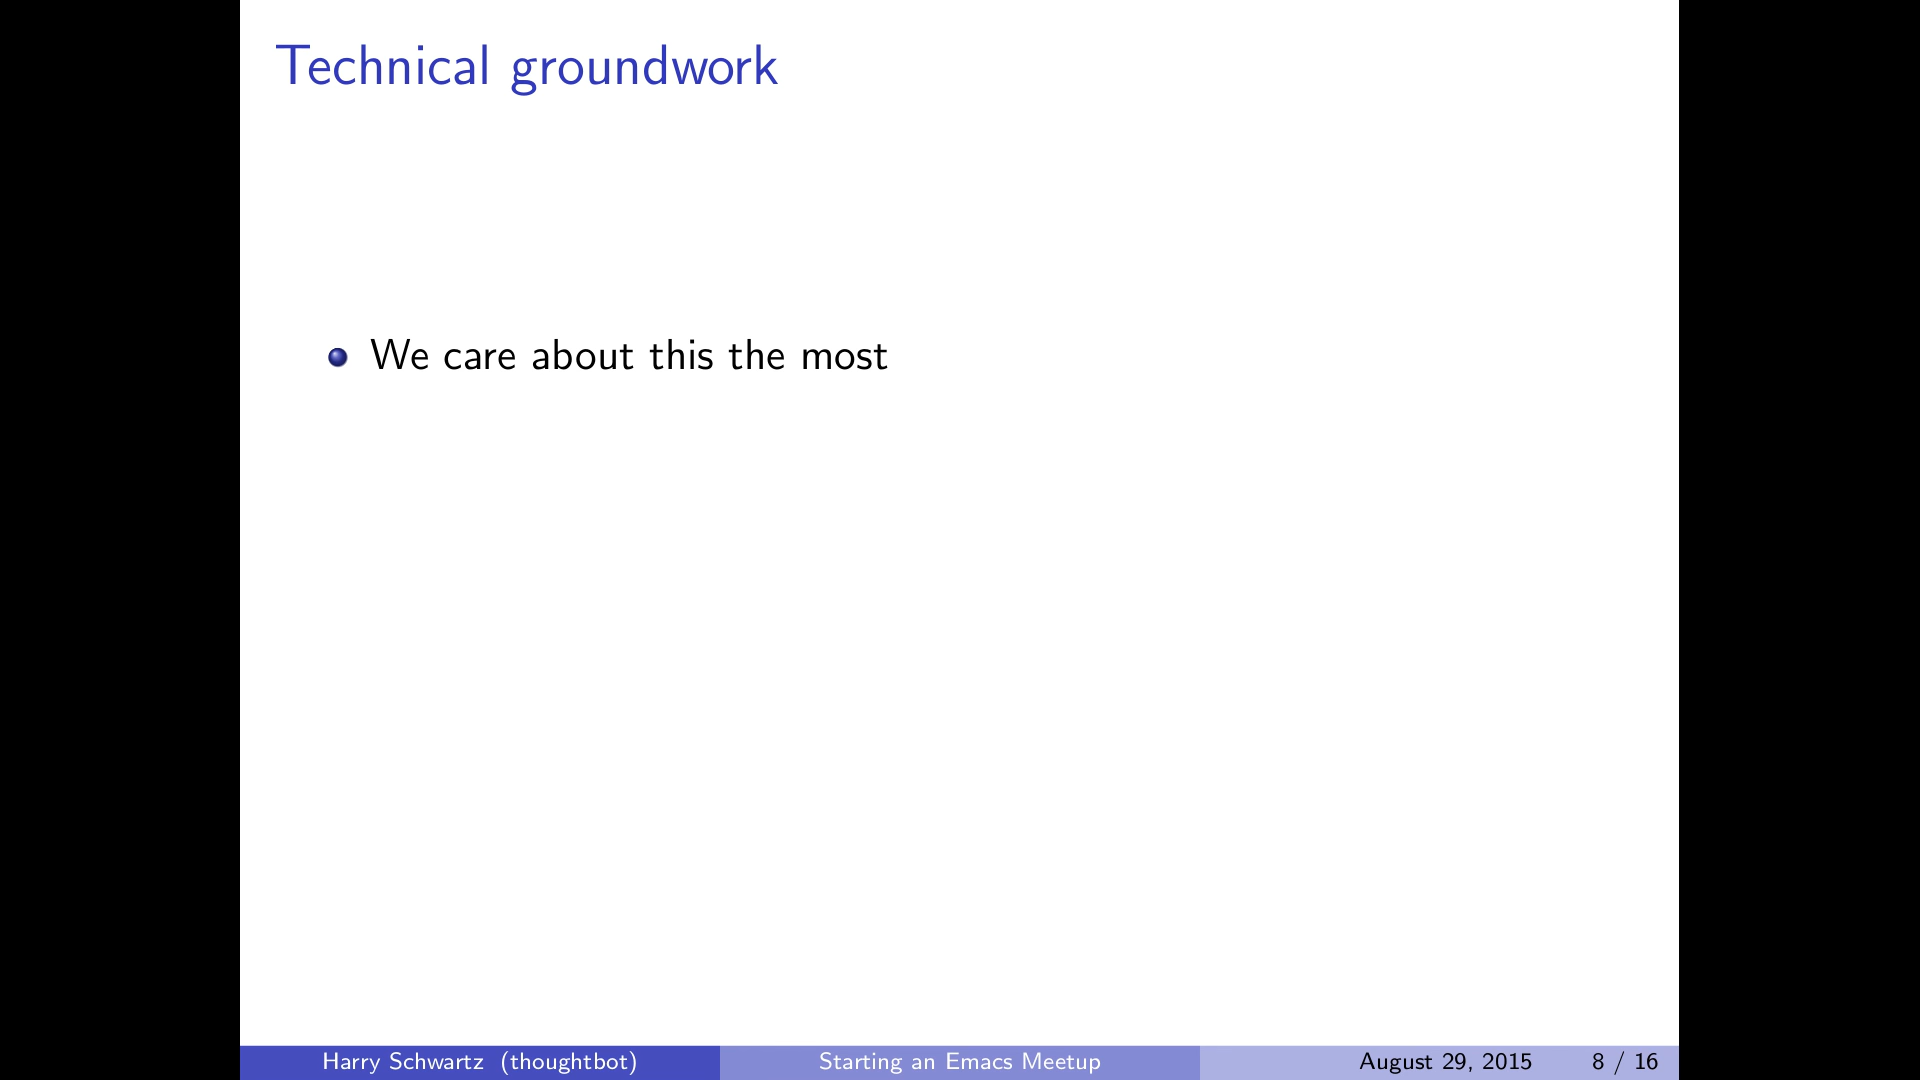 Technical groundwork
We care about this the most
Harry Schwartz (thoughtbot) Starting an Emacs Meetup August 29, 2015 8 / 16